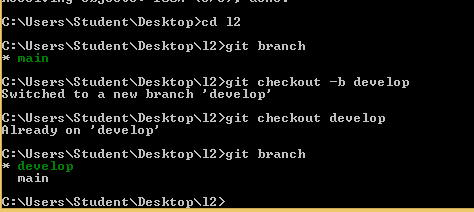 C:\Users\Student\Desktop>cd l2
C:\Users\Student\Desktop\l2>git branch
* main
C:\Users\Student\Desktop\l2>git checkout -b develop
Switched to a new branch 'develop'
C:\Users\Student\Desktop\l2>git checkout develop
Already on 'develop'
C:\Users\Student\Desktop\l2>git branch
* develop
main
C:\Users\Student\Desktop\l2>